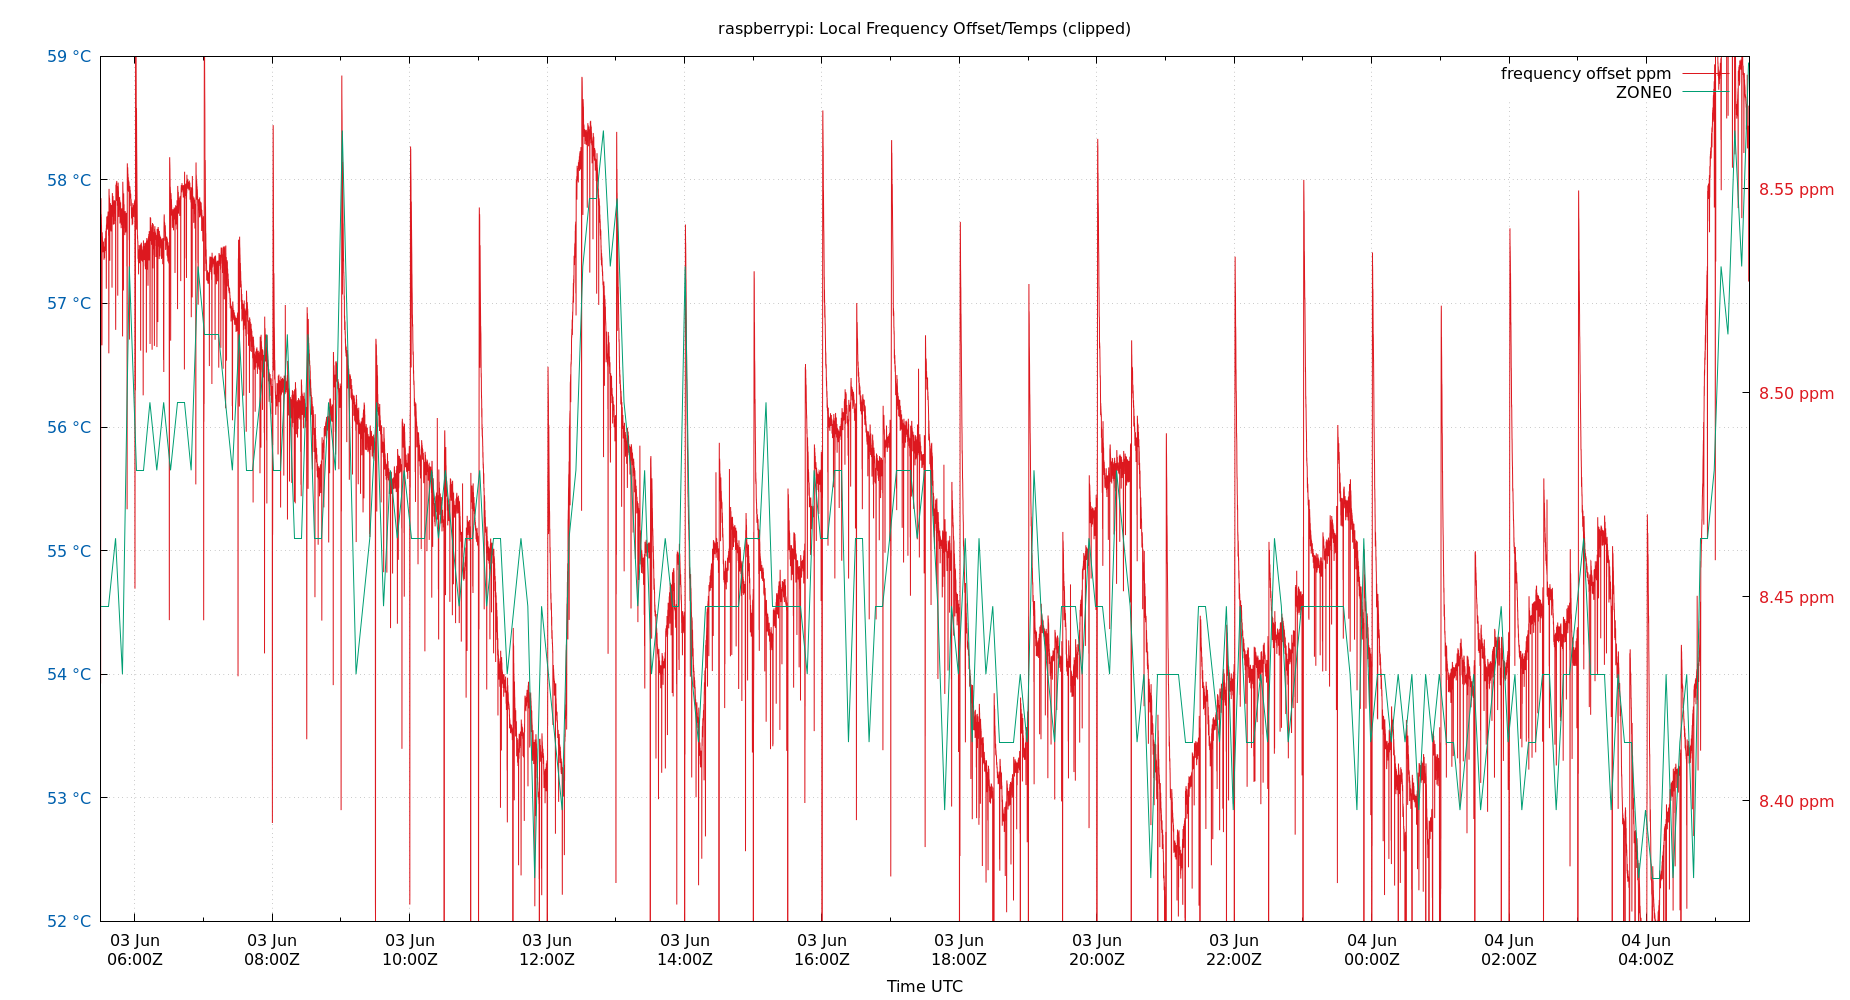 raspberrypi: Local Frequency Offset/Temps (clipped)
59 °C
58 °C
57 °C
56 °C
55 °C
54 °C
53 °C
52 °C
frequency offset ppm
ZONE0
8.55 ppm
8.50 ppm
8.45 ppm
8.40 ppm
03 Jun 03 Jun 03 Jun 03 Jun 03 Jun 03 Jun 03 Jun 03 Jun 03 Jun 04 Jun 04 Jun 04 Jun
06:00Z 08:00Z 10:00Z 12:00Z 14:00Z 16:00Z 18:00Z 20:00Z 22:00Z 00:00Z 02:00Z 04:00Z
Time UTC